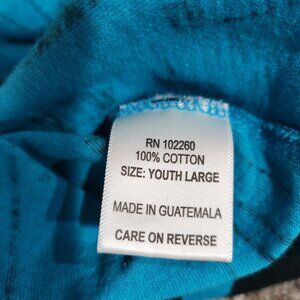 RN 102260
100% COTTON
SIZE: YOUTH LARGE
MADE IN GUATEMALA
CARE ON REVERSE